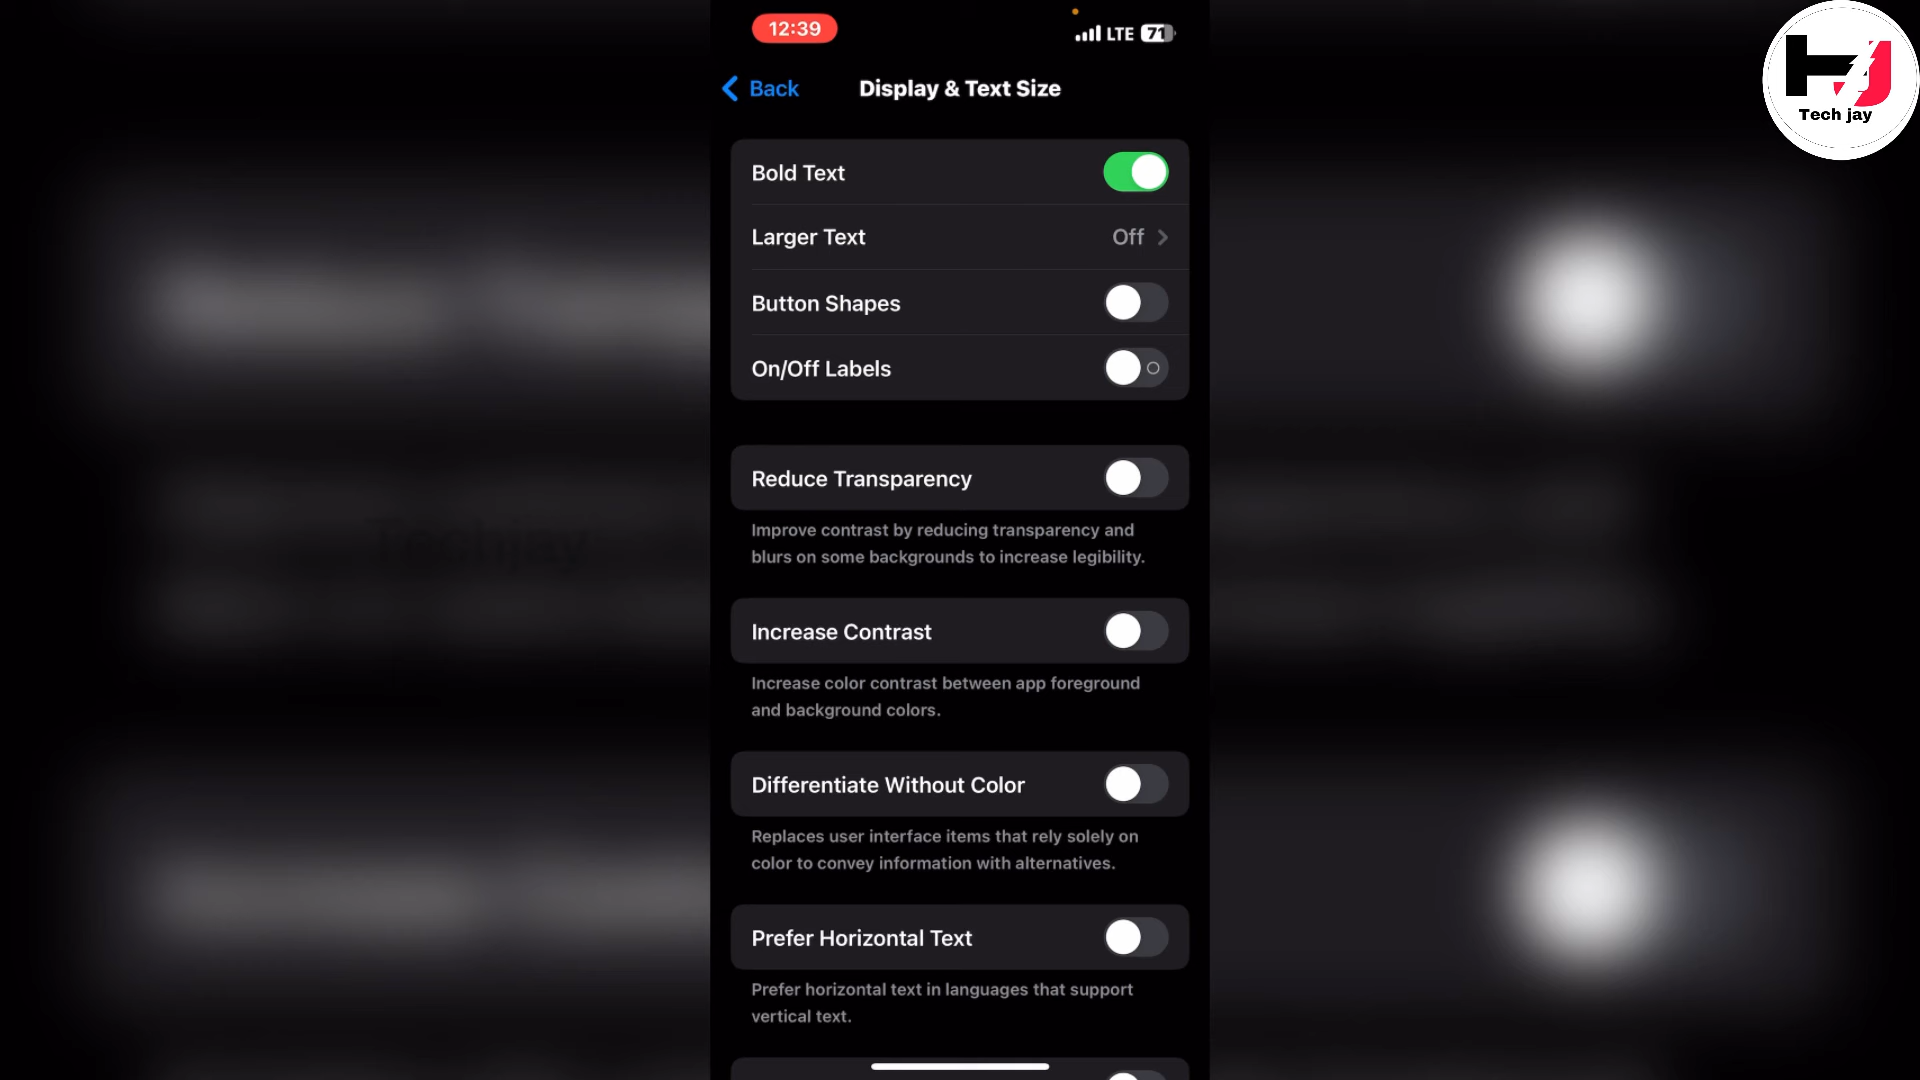 12:39
LTE 71
Back
Display & Text Size
Tech jay
Bold Text
Larger Text Off
Button Shapes
On/Off Labels
Reduce Transparency
Improve contrast by reducing transparency and
blurs on some backgrounds to increase legibility.
Techjay
Increase Contrast
Increase color contrast between app foreground
and background colors.
Differentiate Without Color
Replaces user interface items that rely solely on
color to convey information with alternatives.
Prefer Horizontal Text
Prefer horizontal text in languages that support
vertical text.